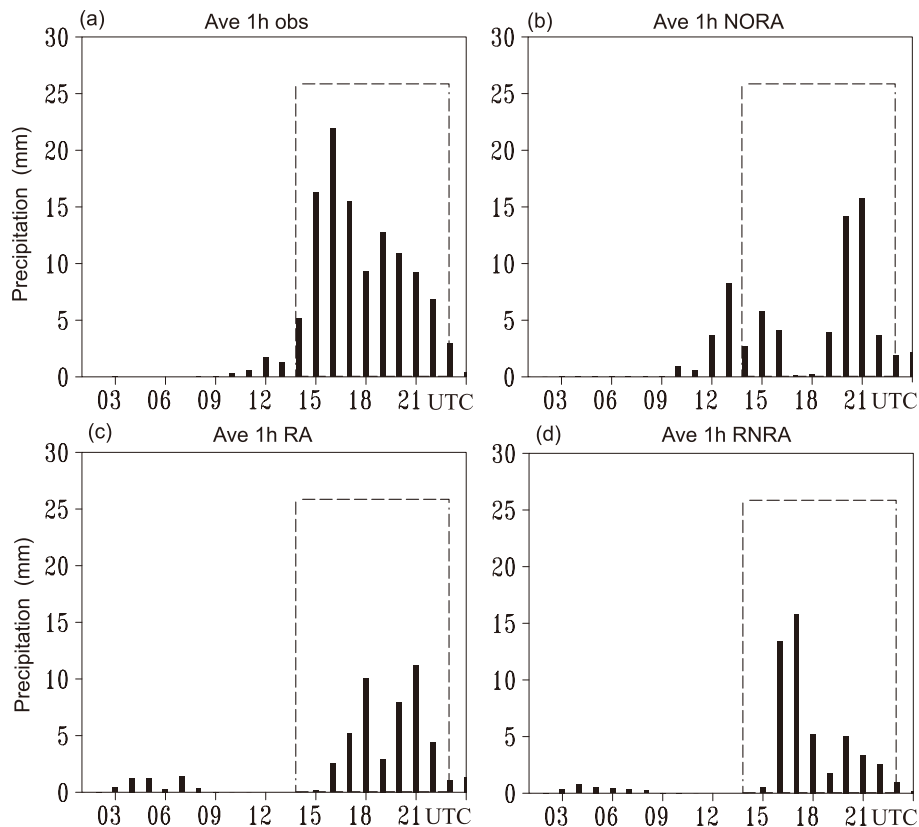 (a) Ave 1h obs
30
25
20
15
10
5
0
Precipitation (mm)
03 06 09 12 15 18 21 UTC
(b) Ave 1h NORA
30
25
20
15
10
5
0
03 06 09 12 15 18 21 UTC
(c) Ave 1h RA
30
25
20
15
10
5
0
Precipitation (mm)
03 06 09 12 15 18 21 UTC
(d) Ave 1h RNRA
30
25
20
15
10
5
0
03 06 09 12 15 18 21 UTC